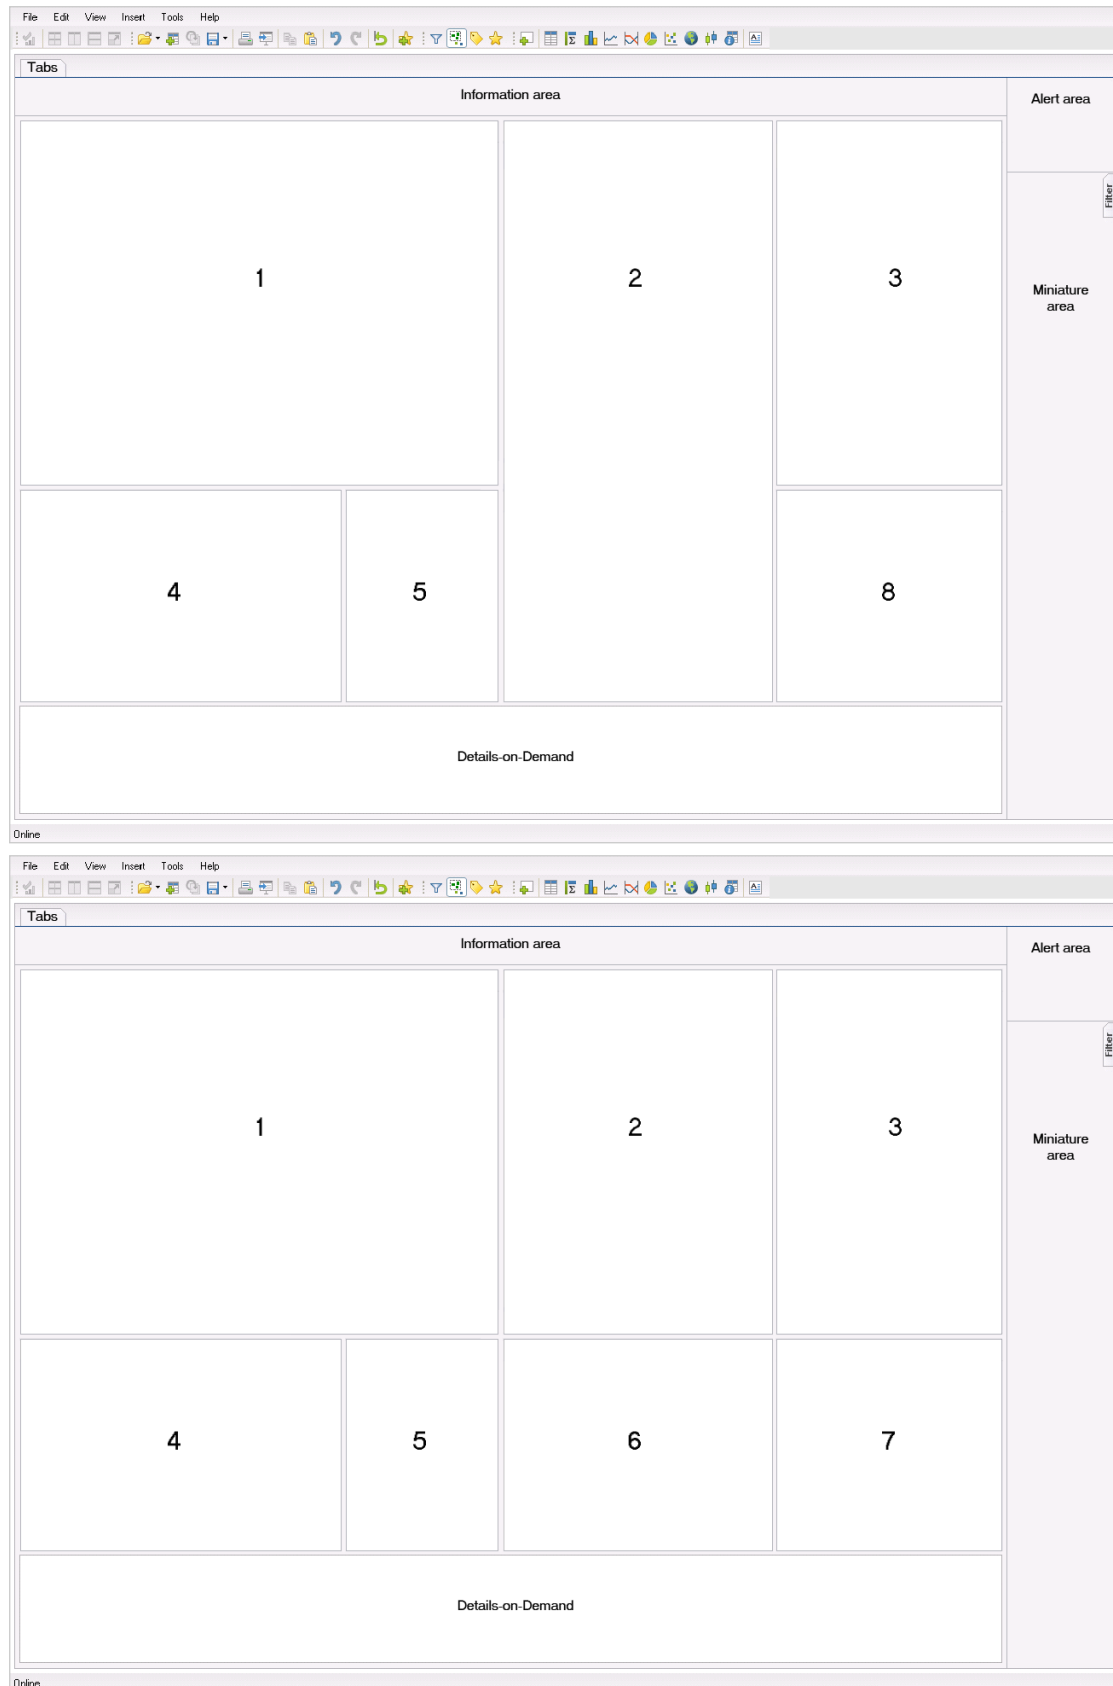 File Edit View Insert Tools Help
Tabs
Information area
Alert area
Filter
1
2
3
Miniature
area
4
5
8
Details-on-Demand
Online
File Edit View Insert Tools Help
Tabs
Information area
Alert area
Filter
1
2
3
Miniature
area
4
5
6
7
Details-on-Demand
Online